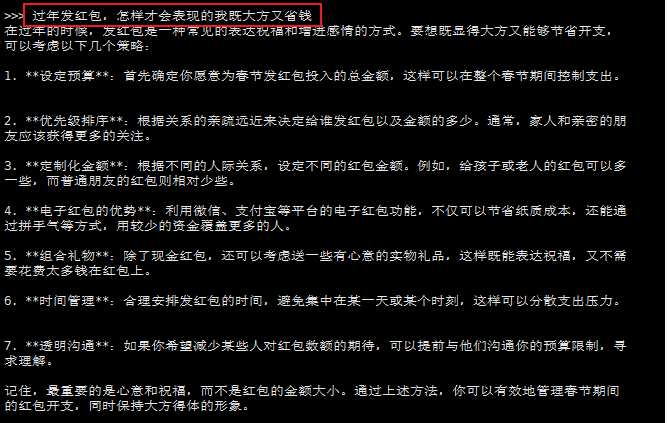 >>> 过年发红包，怎样才会表现的我既大方又省钱
在过年的时候，发红包是一种常见的表达祝福和增进感情的方式。要想既显得大方又能够节省开支，
可以考虑以下几个策略：
1. **设定预算**：首先确定你愿意为春节发红包投入的总金额，这样可以在整个春节期间控制支出。
2. **优先级排序**：根据关系的亲疏远近来决定给谁发红包以及金额的多少。通常，家人和亲密的朋
友应该获得更多的关注。
3. **定制化金额**：根据不同的人际关系，设定不同的红包金额。例如，给孩子或老人的红包可以多
一些，而普通朋友的红包则相对少些。
4. **电子红包的优势**：利用微信、支付宝等平台的电子红包功能，不仅可以节省纸质成本，还能通
过拼手气等方式，用较少的资金覆盖更多的人。
5. **组合礼物**：除了现金红包，还可以考虑送一些有心意的实物礼品，这样既能表达祝福，又不需
要花费太多钱在红包上。
6. **时间管理**：合理安排发红包的时间，避免集中在某一天或某个时刻，这样可以分散支出压力。
7. **透明沟通**：如果你希望减少某些人对红包数额的期待，可以提前与他们沟通你的预算限制，寻
求理解。
记住，最重要的是心意和祝福，而不是红包的金额大小。通过上述方法，你可以有效地管理春节期间
的红包开支，同时保持大方得体的形象。